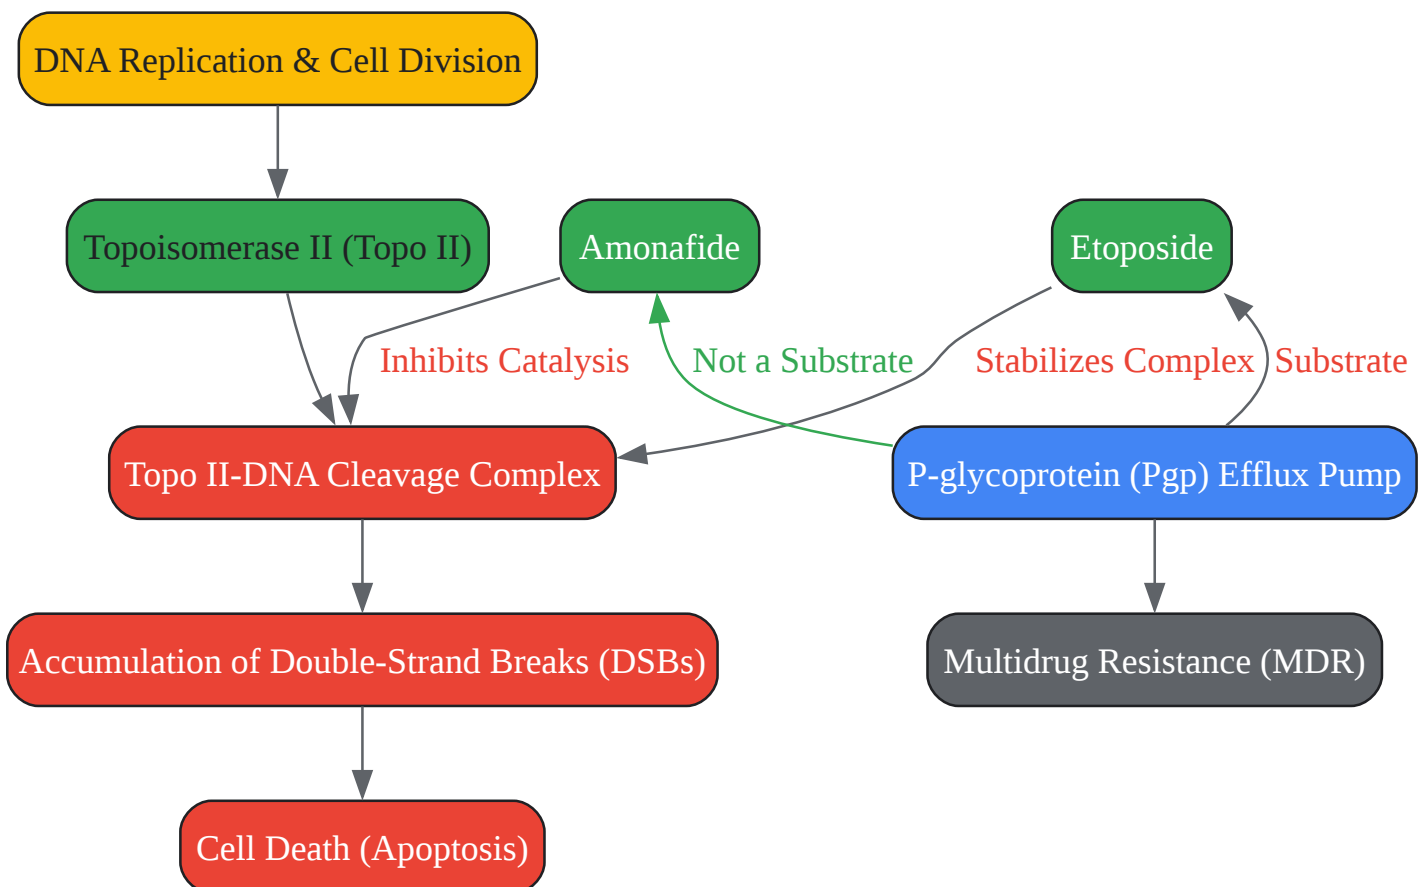 DNA Replication & Cell Division
Topoisomerase II (Topo II)
Amonafide
Etoposide
Inhibits Catalysis
Not a Substrate
Stabilizes Complex
Substrate
Topo II-DNA Cleavage Complex
P-glycoprotein (Pgp) Efflux Pump
Accumulation of Double-Strand Breaks (DSBs)
Multidrug Resistance (MDR)
Cell Death (Apoptosis)